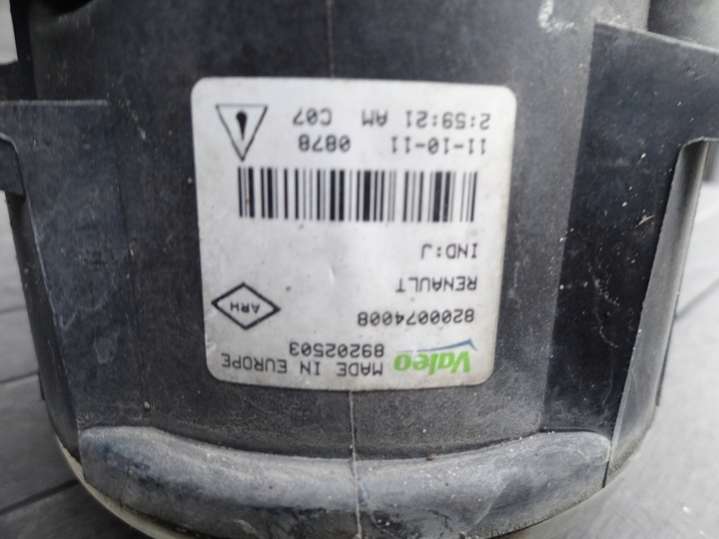 MADE IN EUROPE
Valeo 89202503
8200074008
RENAULT ARH
IND:J
11-10-11 0878
2:59:21 AM C07